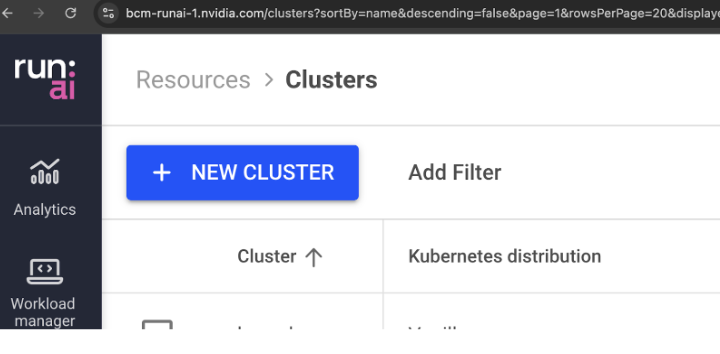 bcm-runai-1.nvidia.com/clusters?sortBy=name&descending=false&page=1&rowsPerPage=20&display
run:
ai
Resources > Clusters
+ NEW CLUSTER
Add Filter
Analytics
Cluster ↑
Kubernetes distribution
Workload
manager